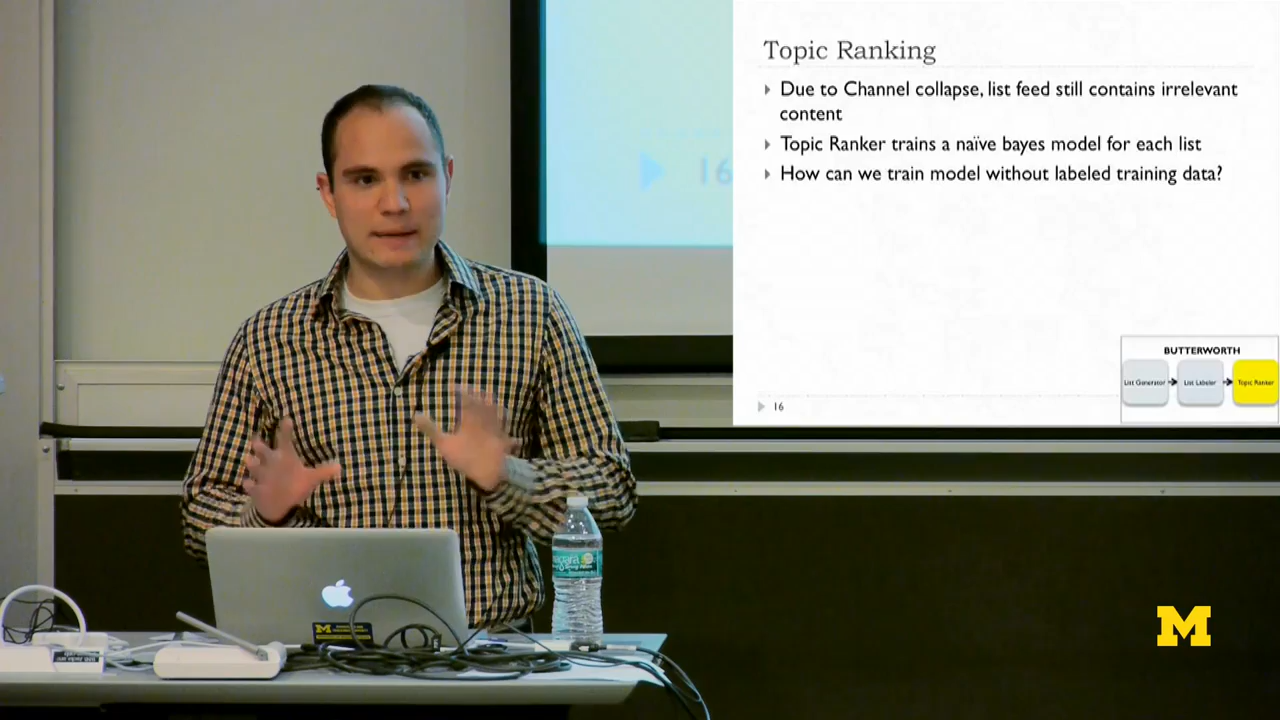 Topic Ranking
Due to Channel collapse, list feed still contains irrelevant
content
Topic Ranker trains a naïve bayes model for each list
How can we train model without labeled training data?
BUTTERWORTH
List Generator
List Labeler
Topic Ranker
16
16
M
M